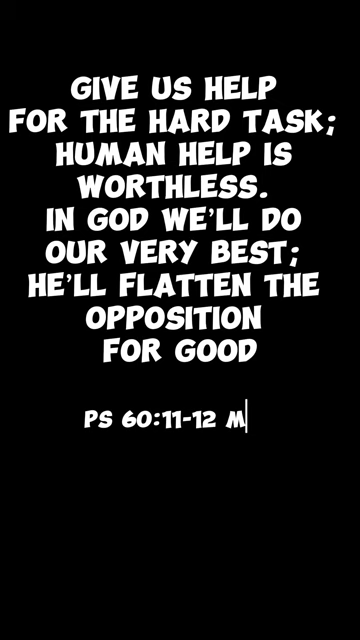 GIVE US HELP
FOR THE HARD TASK;
HUMAN HELP IS
WORTHLESS.
IN GOD WE'LL DO
OUR VERY BEST;
HE'LL FLATTEN THE
OPPOSITION
FOR GOOD
PS 60:11-12 M